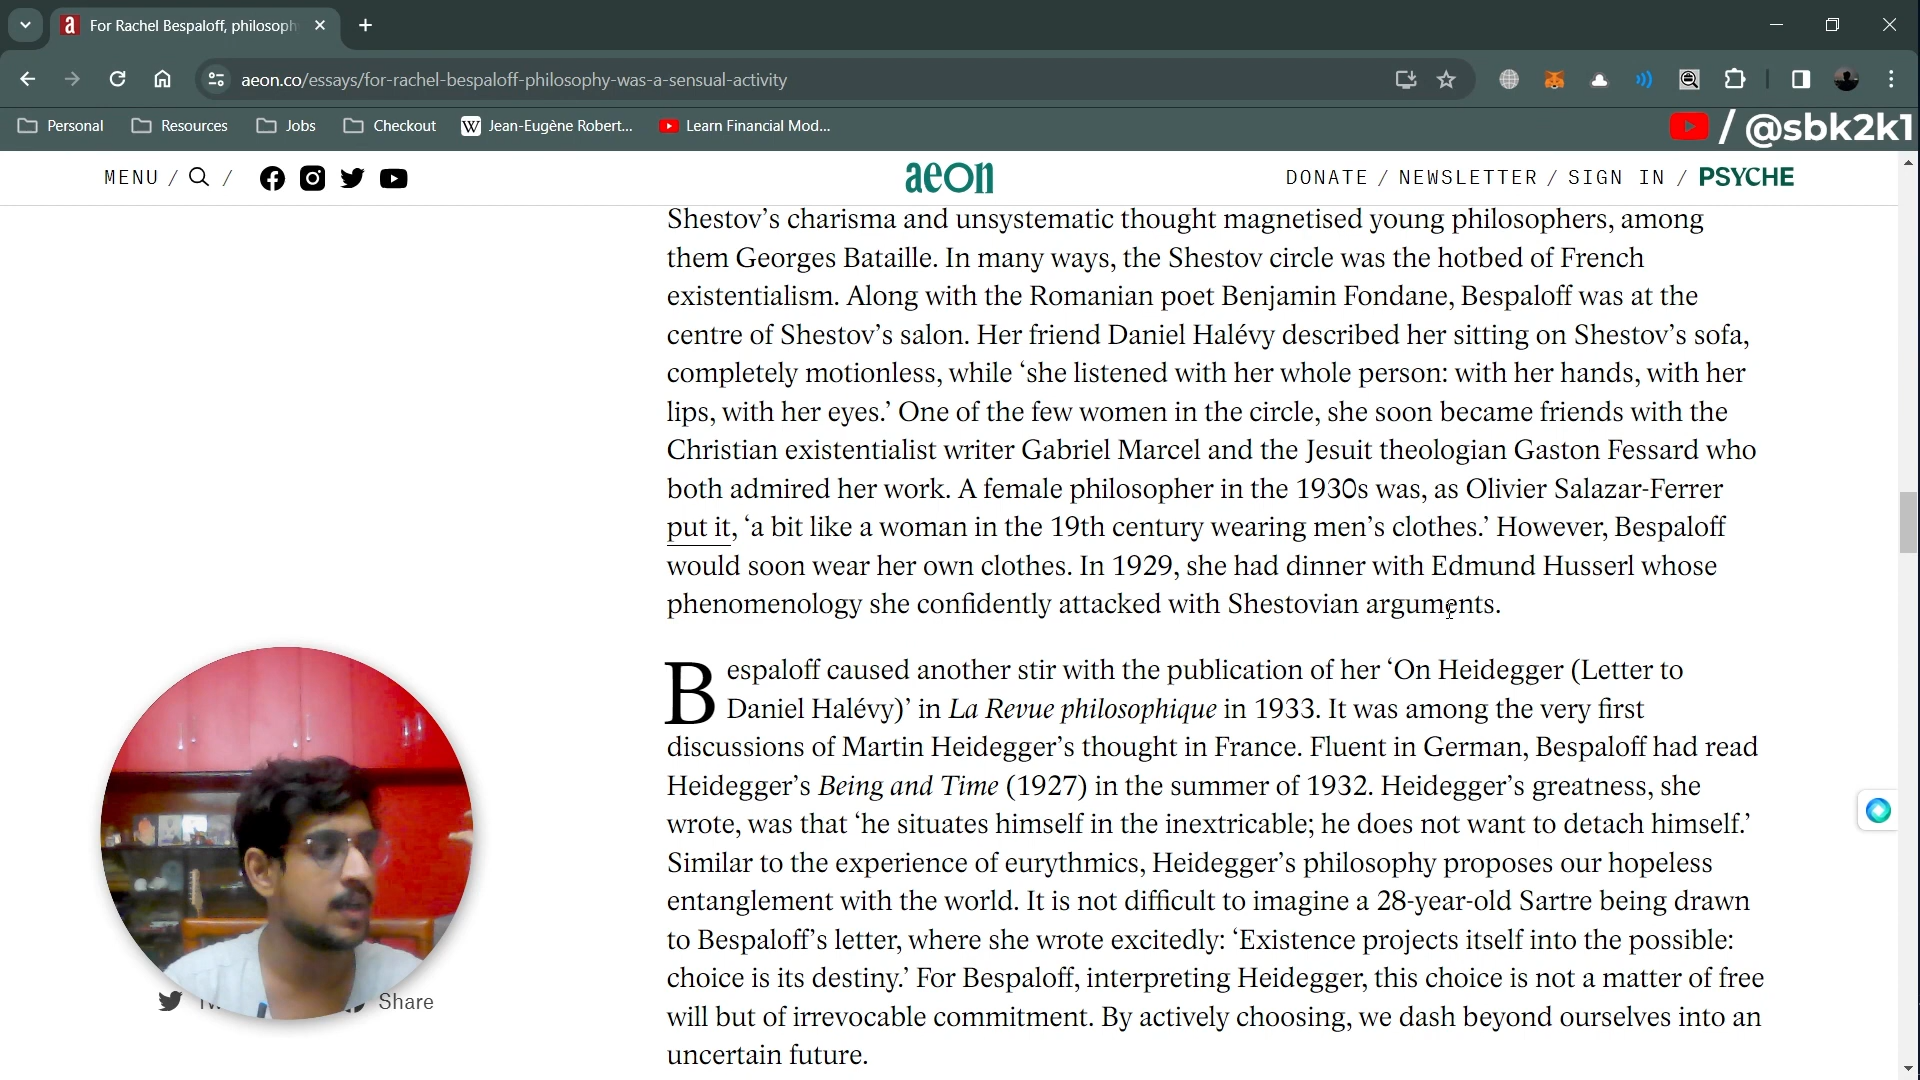 For Rachel Bespaloff, philosoph
aeon.co/essays/for-rachel-bespaloff-philosophy-was-a-sensual-activity
Personal
Resources
Jobs
Checkout
W Jean-Eugène Robert...
Learn Financial Mod...
/ @sbk2k1
MENU / /
aeon
DONATE / NEWSLETTER / SIGN IN / PSYCHE
Shestov’s charisma and unsystematic thought magnetised young philosophers, among
them Georges Bataille. In many ways, the Shestov circle was the hotbed of French
existentialism. Along with the Romanian poet Benjamin Fondane, Bespaloff was at the
centre of Shestov’s salon. Her friend Daniel Halévy described her sitting on Shestov’s sofa,
completely motionless, while ‘she listened with her whole person: with her hands, with her
lips, with her eyes.’ One of the few women in the circle, she soon became friends with the
Christian existentialist writer Gabriel Marcel and the Jesuit theologian Gaston Fessard who
both admired her work. A female philosopher in the 1930s was, as Olivier Salazar-Ferrer
put it, ‘a bit like a woman in the 19th century wearing men’s clothes.’ However, Bespaloff
would soon wear her own clothes. In 1929, she had dinner with Edmund Husserl whose
phenomenology she confidently attacked with Shestovian arguments.
Bespaloff caused another stir with the publication of her ‘On Heidegger (Letter to
Daniel Halévy)’ in La Revue philosophique in 1933. It was among the very first
discussions of Martin Heidegger’s thought in France. Fluent in German, Bespaloff had read
Heidegger’s Being and Time (1927) in the summer of 1932. Heidegger’s greatness, she
wrote, was that ‘he situates himself in the inextricable; he does not want to detach himself.’
Similar to the experience of eurythmics, Heidegger’s philosophy proposes our hopeless
entanglement with the world. It is not difficult to imagine a 28-year-old Sartre being drawn
to Bespaloff’s letter, where she wrote excitedly: ‘Existence projects itself into the possible:
choice is its destiny.’ For Bespaloff, interpreting Heidegger, this choice is not a matter of free
will but of irrevocable commitment. By actively choosing, we dash beyond ourselves into an
uncertain future.
Share